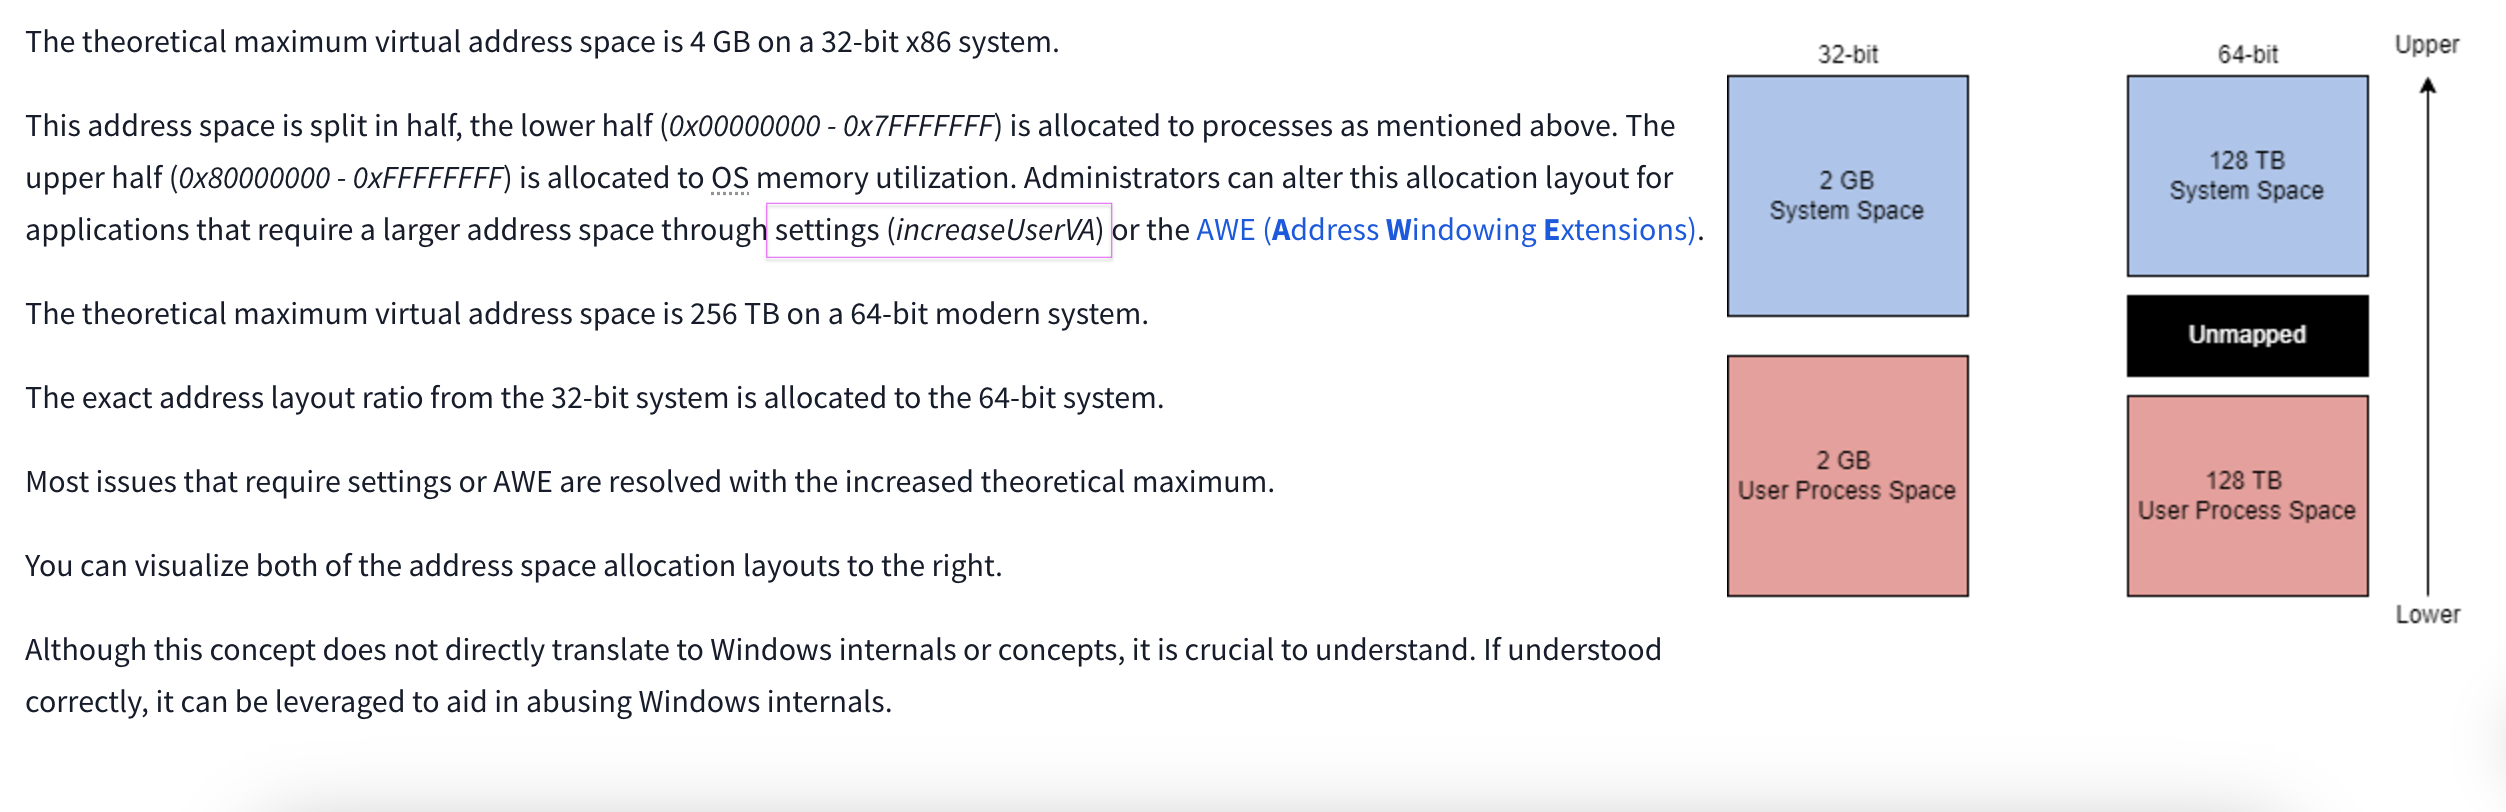 The theoretical maximum virtual address space is 4 GB on a 32-bit x86 system.
This address space is split in half, the lower half (0x00000000 - 0x7FFFFFFF) is allocated to processes as mentioned above. The
upper half (0x80000000 - 0xFFFFFFFF) is allocated to OS memory utilization. Administrators can alter this allocation layout for
applications that require a larger address space through settings (increaseUserVA) or the AWE (Address Windowing Extensions).
The theoretical maximum virtual address space is 256 TB on a 64-bit modern system.
The exact address layout ratio from the 32-bit system is allocated to the 64-bit system.
Most issues that require settings or AWE are resolved with the increased theoretical maximum.
You can visualize both of the address space allocation layouts to the right.
Although this concept does not directly translate to Windows internals or concepts, it is crucial to understand. If understood
correctly, it can be leveraged to aid in abusing Windows internals.
32-bit
2 GB
System Space
2 GB
User Process Space
64-bit
128 TB
System Space
Unmapped
128 TB
User Process Space
Upper
Lower